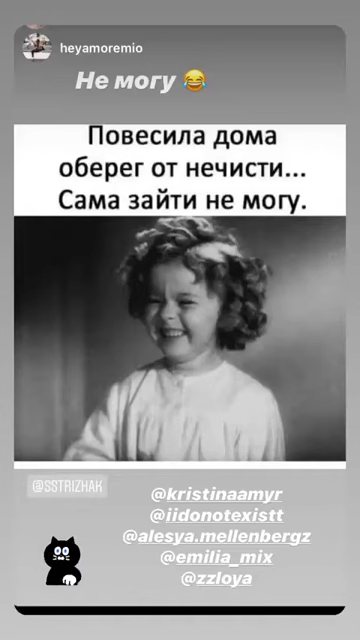 heyamoremio
Не могу 😂
Повесила дома
оберег от нечисти...
Сама зайти не могу.
@SSTRIZHAK
@kristinaamyr
@iidonotexistt
@alesya.mellenbergz
@emilia_mix
@zzloya